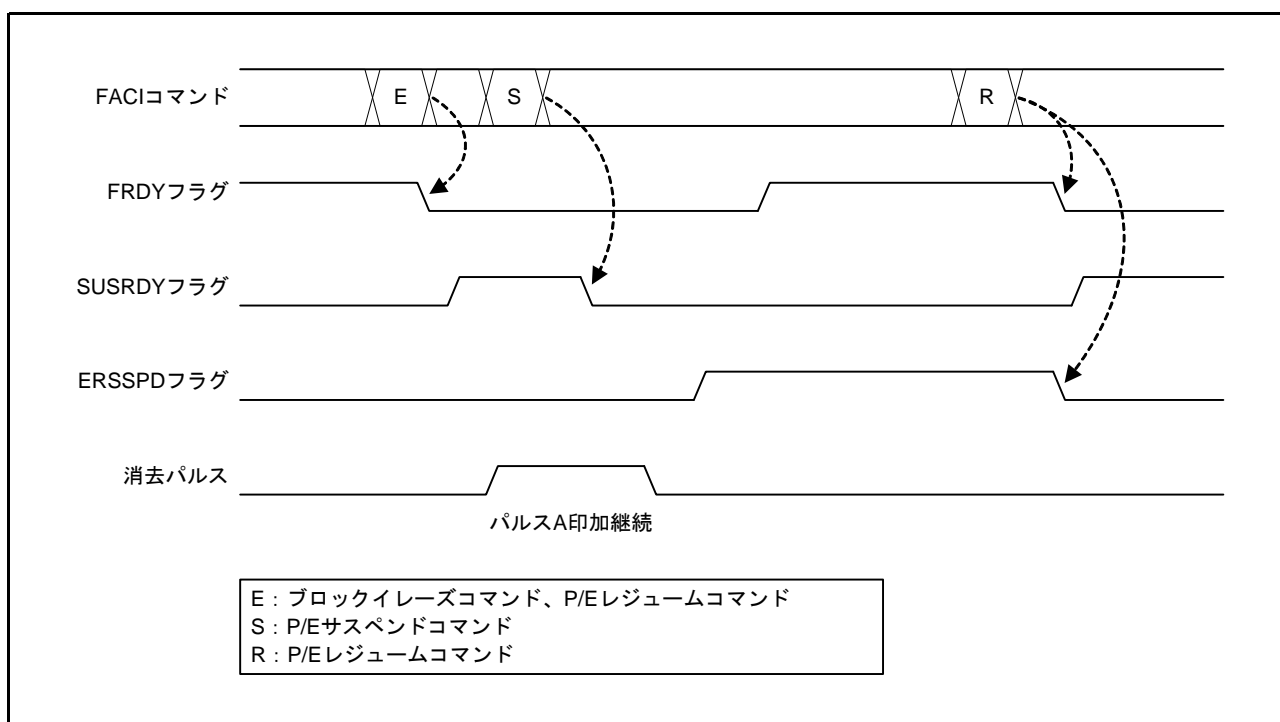 FACIコマンド
E
S
R
FRDYフラグ
SUSRDYフラグ
ERSSPDフラグ
消去パルス
パルスA印加継続
E：ブロックイレーズコマンド、P/Eレジュームコマンド
S：P/Eサスペンドコマンド
R：P/Eレジュームコマンド